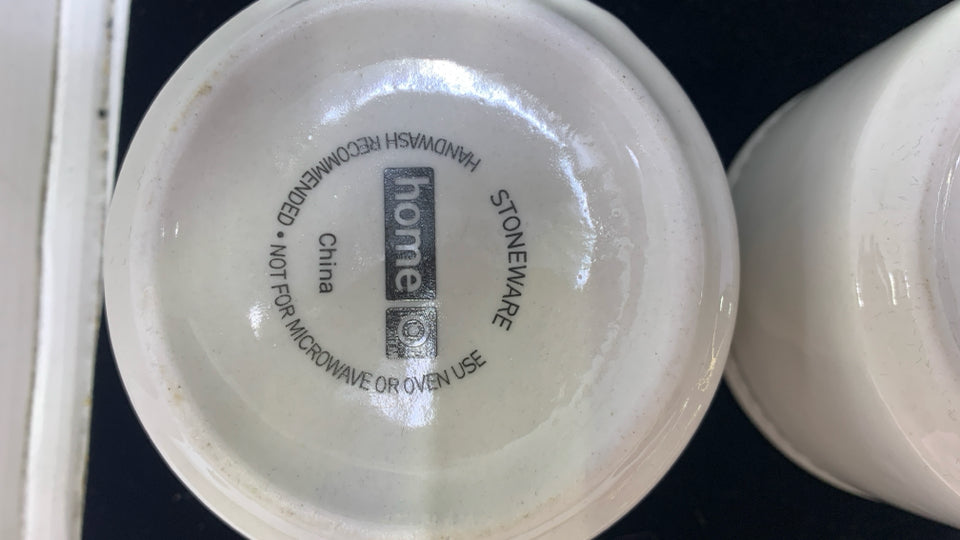 STONEWARE
home
China
HANDWASH RECOMMENDED • NOT FOR MICROWAVE OR OVEN USE